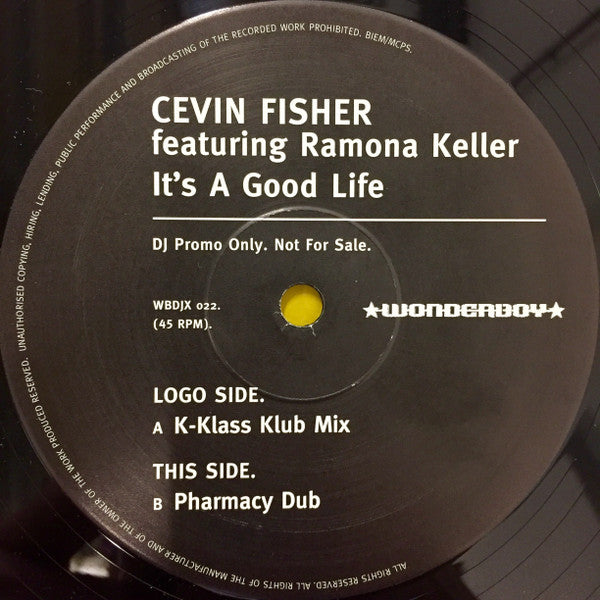 CEVIN FISHER
featuring Ramona Keller
It's A Good Life
DJ Promo Only. Not For Sale.
WBDJX 022.
(45 RPM).
★WONDERBOY★
LOGO SIDE.
A K-Klass Klub Mix
THIS SIDE.
B Pharmacy Dub
ALL RIGHTS RESERVED. ALL RIGHTS OF THE MANUFACTURER AND OF THE OWNER OF THE WORK PRODUCED RESERVED. UNAUTHORISED COPYING, HIRING, LENDING, PUBLIC PERFORMANCE AND BROADCASTING OF THE RECORDED WORK PROHIBITED. BIEM/MCPS.